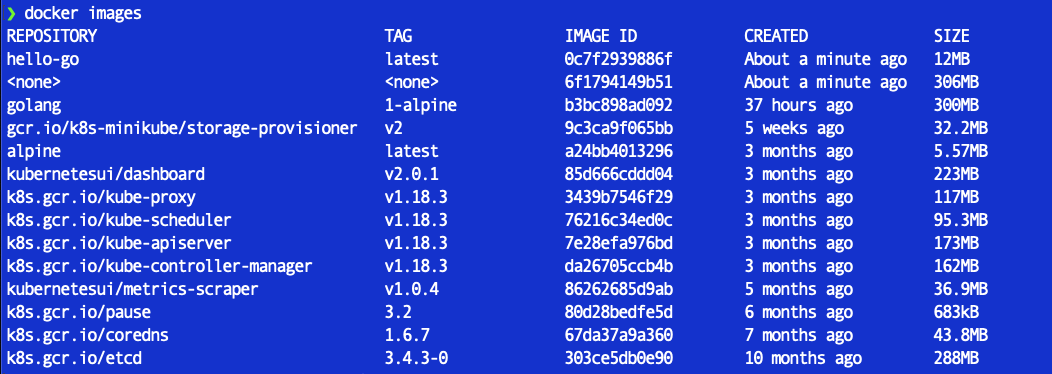 ❯ docker images
REPOSITORY TAG IMAGE ID CREATED SIZE
hello-go latest 0c7f2939886f About a minute ago 12MB
<none> <none> 6f1794149b51 About a minute ago 306MB
golang 1-alpine b3bc898ad092 37 hours ago 300MB
gcr.io/k8s-minikube/storage-provisioner v2 9c3ca9f065bb 5 weeks ago 32.2MB
alpine latest a24bb4013296 3 months ago 5.57MB
kubernetesui/dashboard v2.0.1 85d666cddd04 3 months ago 223MB
k8s.gcr.io/kube-proxy v1.18.3 3439b7546f29 3 months ago 117MB
k8s.gcr.io/kube-scheduler v1.18.3 76216c34ed0c 3 months ago 95.3MB
k8s.gcr.io/kube-apiserver v1.18.3 7e28efa976bd 3 months ago 173MB
k8s.gcr.io/kube-controller-manager v1.18.3 da26705ccb4b 3 months ago 162MB
kubernetesui/metrics-scraper v1.0.4 86262685d9ab 5 months ago 36.9MB
k8s.gcr.io/pause 3.2 80d28bedfe5d 6 months ago 683kB
k8s.gcr.io/coredns 1.6.7 67da37a9a360 7 months ago 43.8MB
k8s.gcr.io/etcd 3.4.3-0 303ce5db0e90 10 months ago 288MB